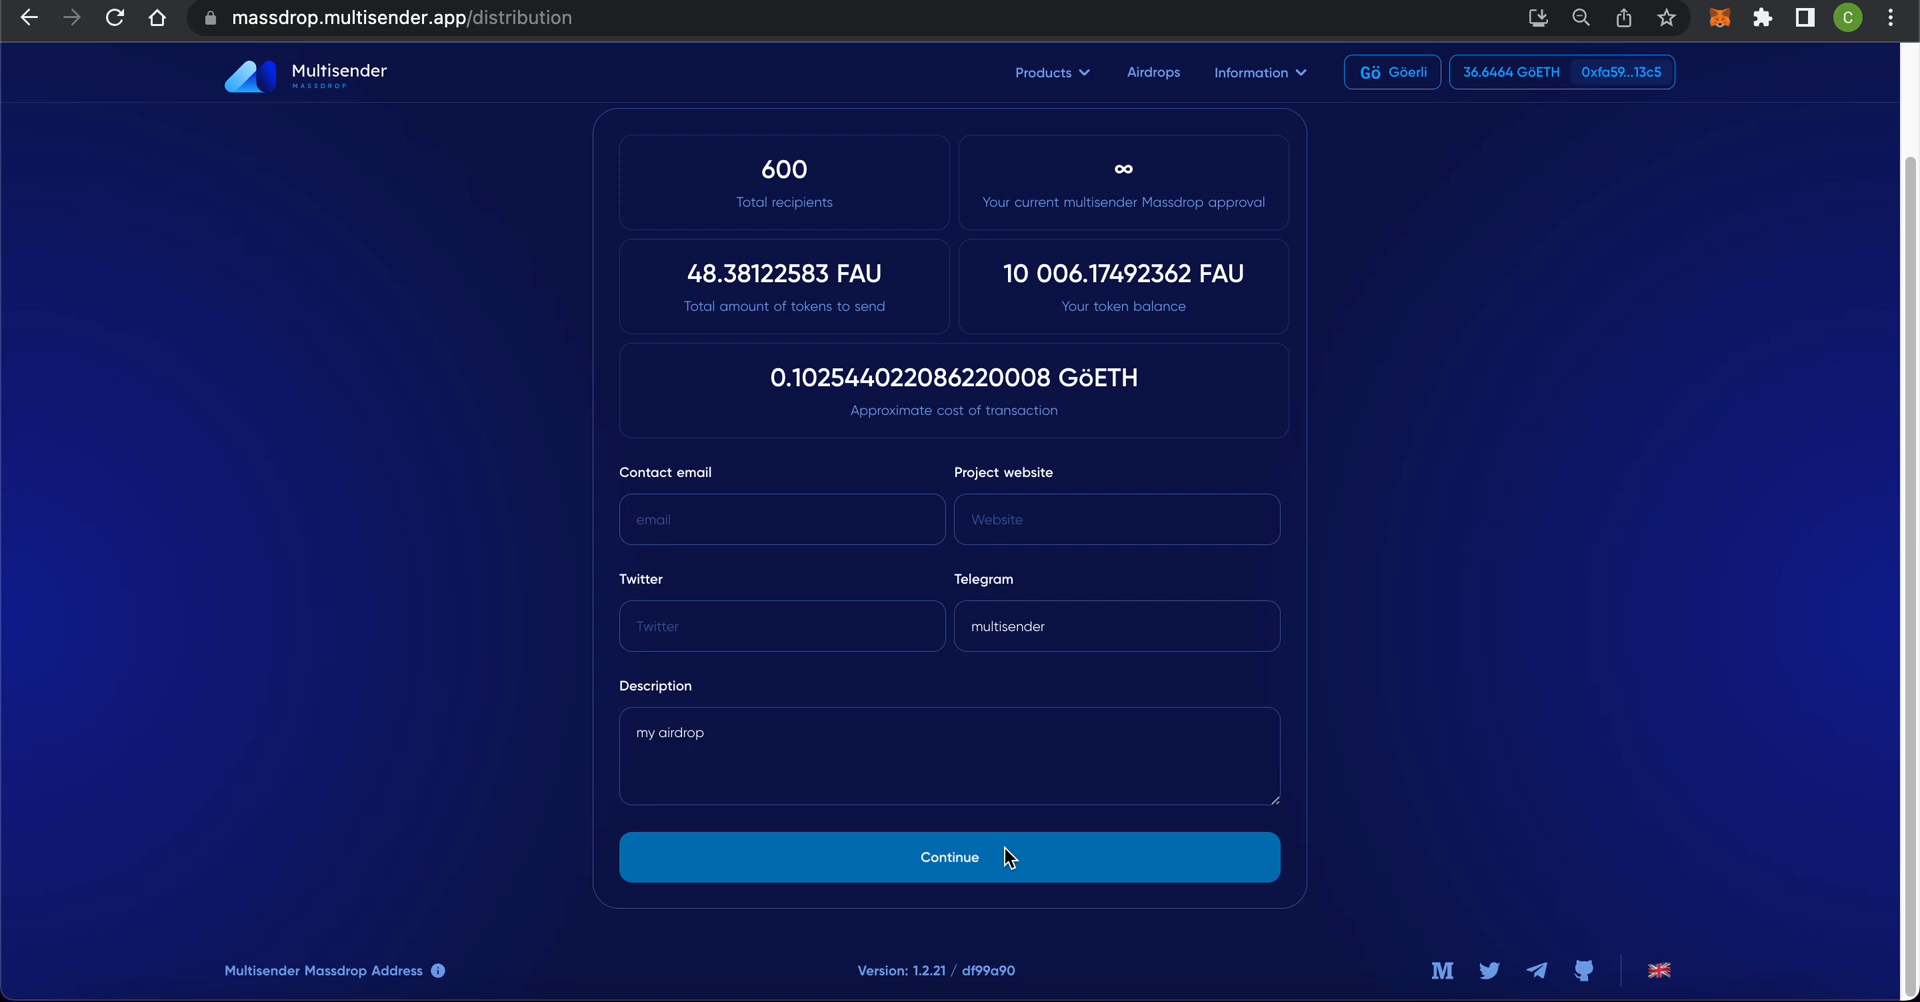 massdrop.multisender.app/distribution
C
Multisender
MASSDROP
Products
Airdrops
Information
Gö Göerli
36.6464 GöETH 0xfa59...13c5
600
Total recipients
∞
Your current multisender Massdrop approval
48.38122583 FAU
Total amount of tokens to send
10 006.17492362 FAU
Your token balance
0.102544022086220008 GöETH
Approximate cost of transaction
Contact email
Project website
email
Website
Twitter
Telegram
Twitter
multisender
Description
my airdrop
Continue
Multisender Massdrop Address
Version: 1.2.21 / df99a90